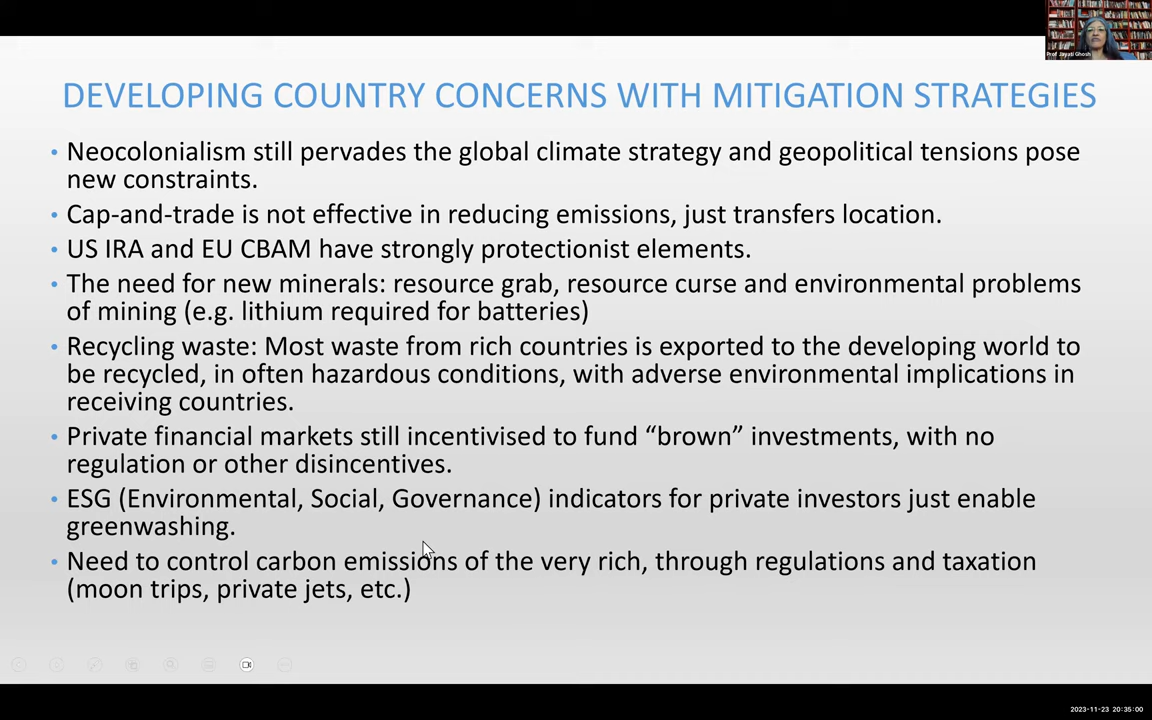 Prof Jayati Ghosh
DEVELOPING COUNTRY CONCERNS WITH MITIGATION STRATEGIES
• Neocolonialism still pervades the global climate strategy and geopolitical tensions pose
new constraints.
• Cap-and-trade is not effective in reducing emissions, just transfers location.
• US IRA and EU CBAM have strongly protectionist elements.
• The need for new minerals: resource grab, resource curse and environmental problems
of mining (e.g. lithium required for batteries)
• Recycling waste: Most waste from rich countries is exported to the developing world to
be recycled, in often hazardous conditions, with adverse environmental implications in
receiving countries.
• Private financial markets still incentivised to fund “brown” investments, with no
regulation or other disincentives.
• ESG (Environmental, Social, Governance) indicators for private investors just enable
greenwashing.
• Need to control carbon emissions of the very rich, through regulations and taxation
(moon trips, private jets, etc.)
2023-11-23 20:35:00